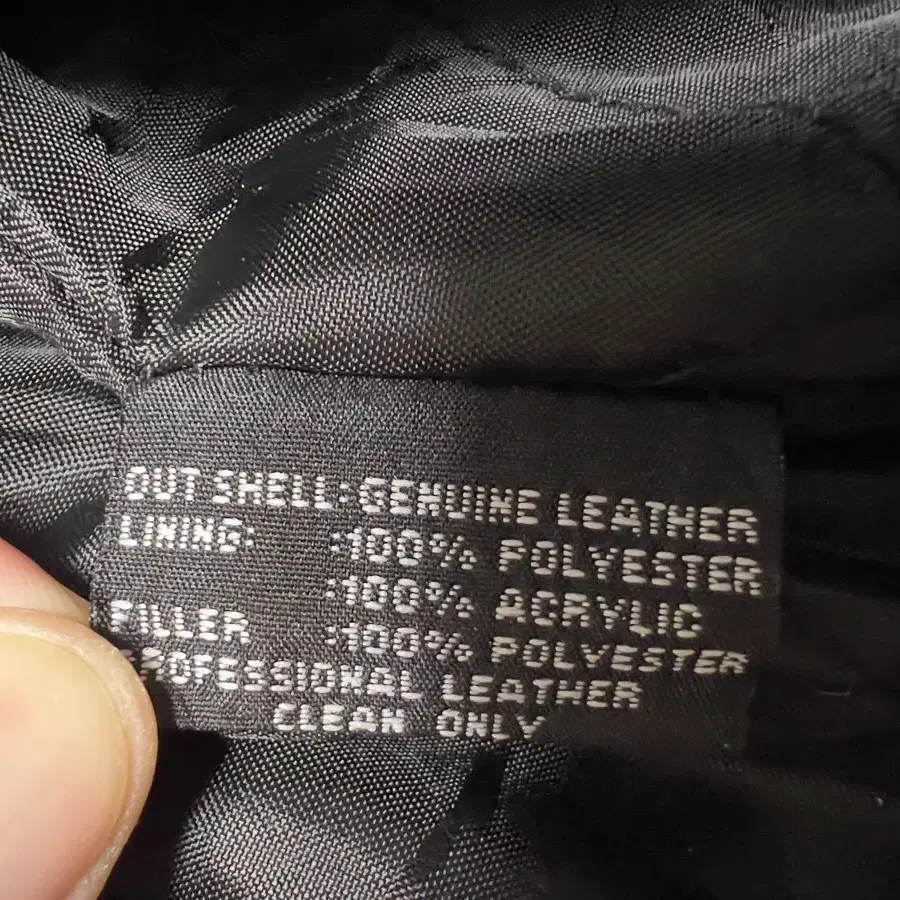 OUT SHELL:GENUINE LEATHER
LINING: :100% POLYESTER
:100% ACRYLIC
FILLER :100% POLYESTER
PROFESSIONAL LEATHER
CLEAN ONLY